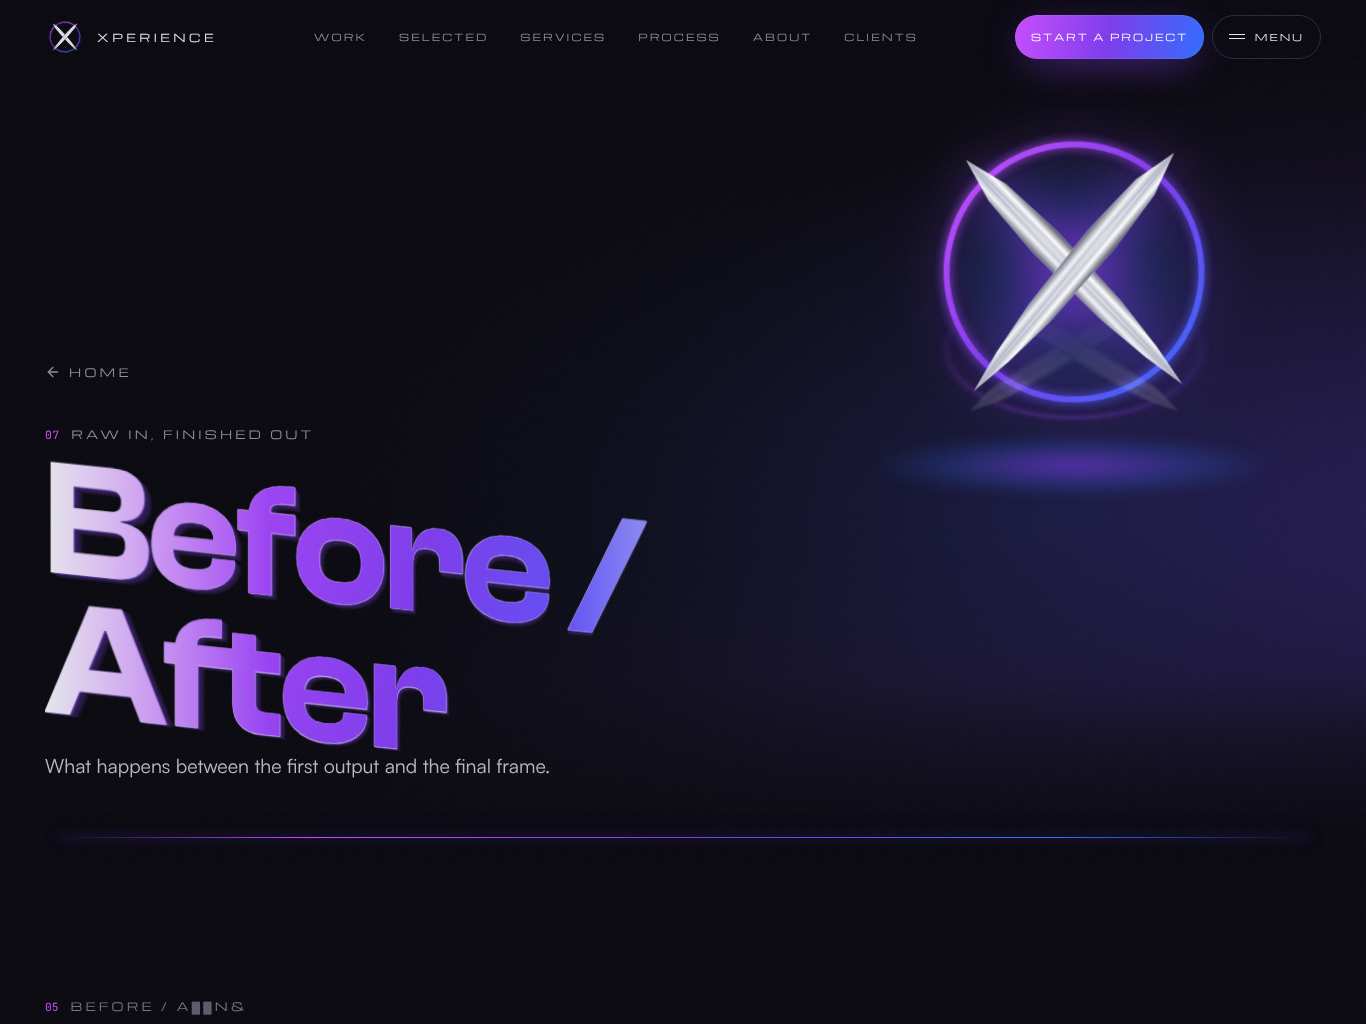 XPERIENCE
WORK SELECTED SERVICES PROCESS ABOUT CLIENTS
START A PROJECT
MENU
← HOME
07 RAW IN, FINISHED OUT
Before /
After
What happens between the first output and the final frame.
05 BEFORE / A██N&